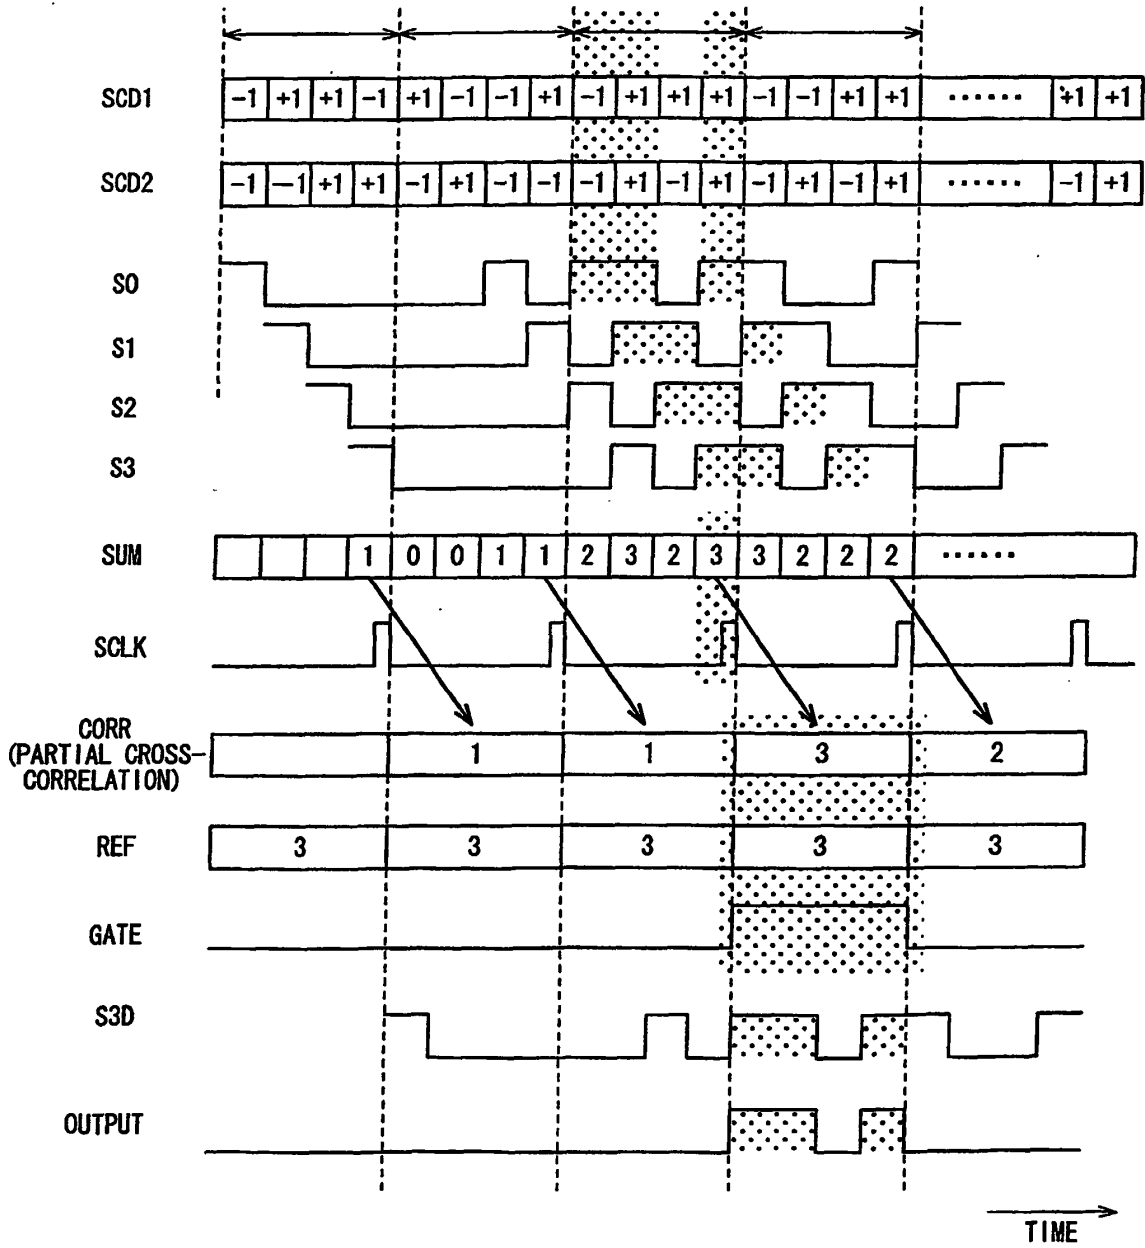 SCD1 -1 +1 +1 -1 +1 -1 -1 +1 -1 +1 +1 +1 -1 -1 +1 +1 ...... +1 +1
SCD2 -1 -1 +1 +1 -1 +1 -1 -1 -1 +1 -1 +1 -1 +1 -1 +1 ...... -1 +1
S0
S1
S2
S3
SUM 1 0 0 1 1 2 3 2 3 3 2 2 2 ......
SCLK
CORR
(PARTIAL CROSS-
CORRELATION) 1 1 3 2
REF 3 3 3 3 3
GATE
S3D
OUTPUT
TIME